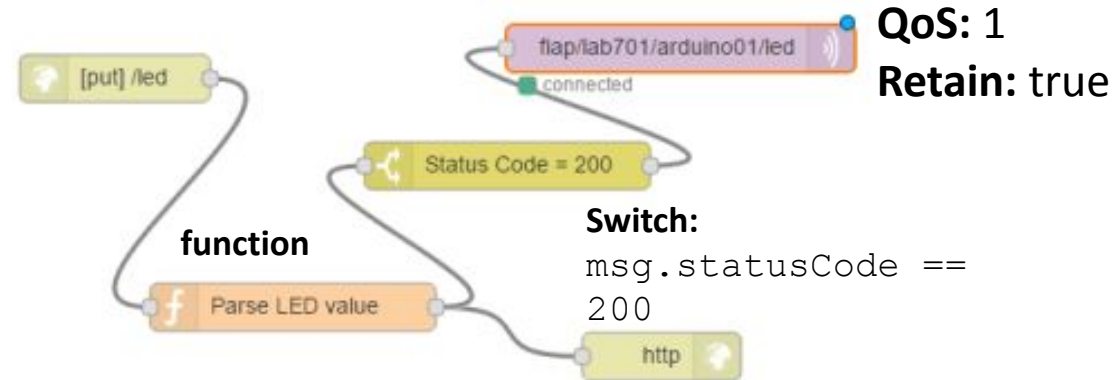 QoS: 1
Retain: true
fiap/lab701/arduino01/led
connected
[put] /led
Status Code = 200
function
Switch:
msg.statusCode ==
200
Parse LED value
http